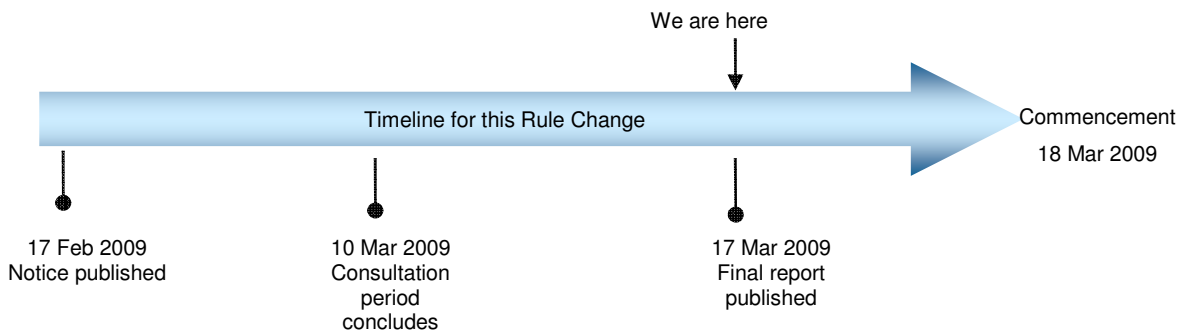 We are here
Timeline for this Rule Change
Commencement
18 Mar 2009
17 Feb 2009
Notice published
10 Mar 2009
Consultation
period
concludes
17 Mar 2009
Final report
published